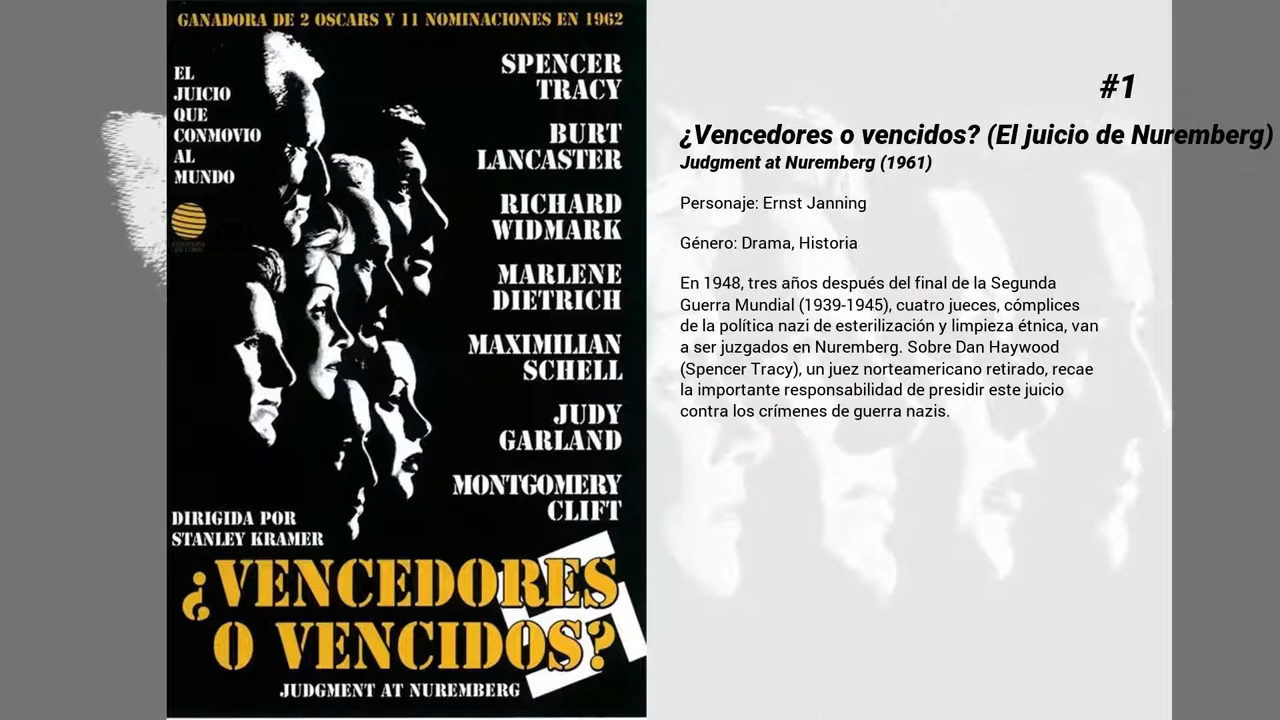 GANADORA DE 2 OSCARS Y 11 NOMINACIONES EN 1962
EL
JUICIO
QUE
CONMOVIO
AL
MUNDO
SPENCER
TRACY
BURT
LANCASTER
RICHARD
WIDMARK
MARLENE
DIETRICH
MAXIMILIAN
SCHELL
JUDY
GARLAND
MONTGOMERY
CLIFT
DIRIGIDA POR
STANLEY KRAMER
¿VENCEDORES
O VENCIDOS?
JUDGMENT AT NUREMBERG
#1
¿Vencedores o vencidos? (El juicio de Nuremberg)
Judgment at Nuremberg (1961)
Personaje: Ernst Janning
Género: Drama, Historia
En 1948, tres años después del final de la Segunda
Guerra Mundial (1939-1945), cuatro jueces, cómplices
de la política nazi de esterilización y limpieza étnica, van
a ser juzgados en Nuremberg. Sobre Dan Haywood
(Spencer Tracy), un juez norteamericano retirado, recae
la importante responsabilidad de presidir este juicio
contra los crímenes de guerra nazis.